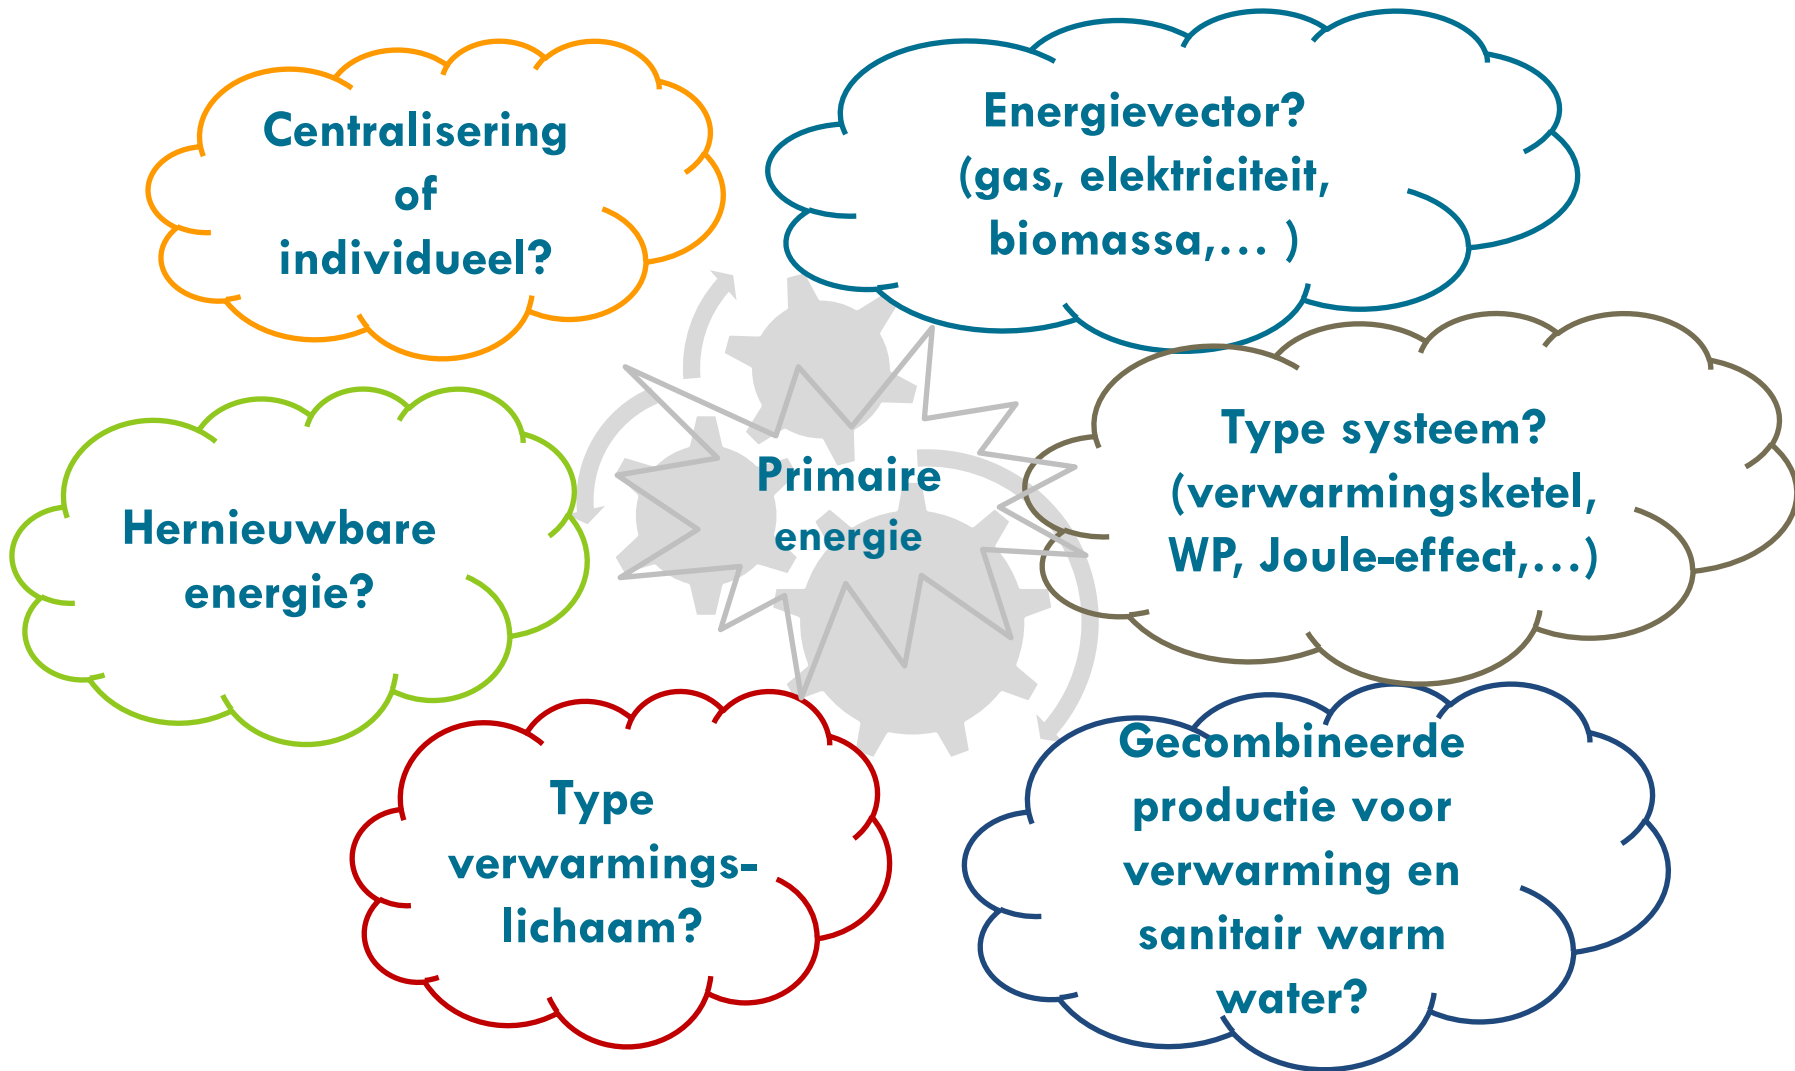 Centralisering
of
individueel?
Energievector?
(gas, elektriciteit,
biomassa,... )
Hernieuwbare
energie?
Primaire
energie
Type systeem?
(verwarmingsketel,
WP, Joule-effect,...)
Type
verwarmings-
lichaam?
Gecombineerde
productie voor
verwarming en
sanitair warm
water?